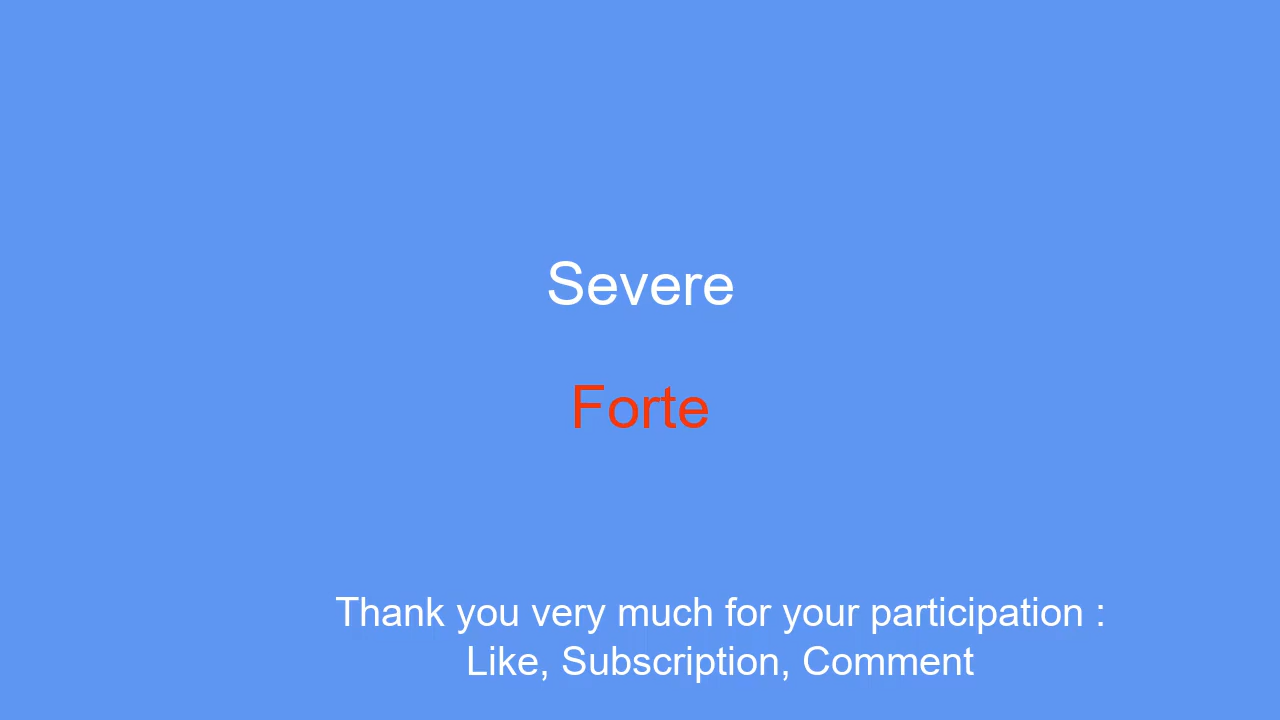 Severe
Forte
Thank you very much for your participation :
Like, Subscription, Comment